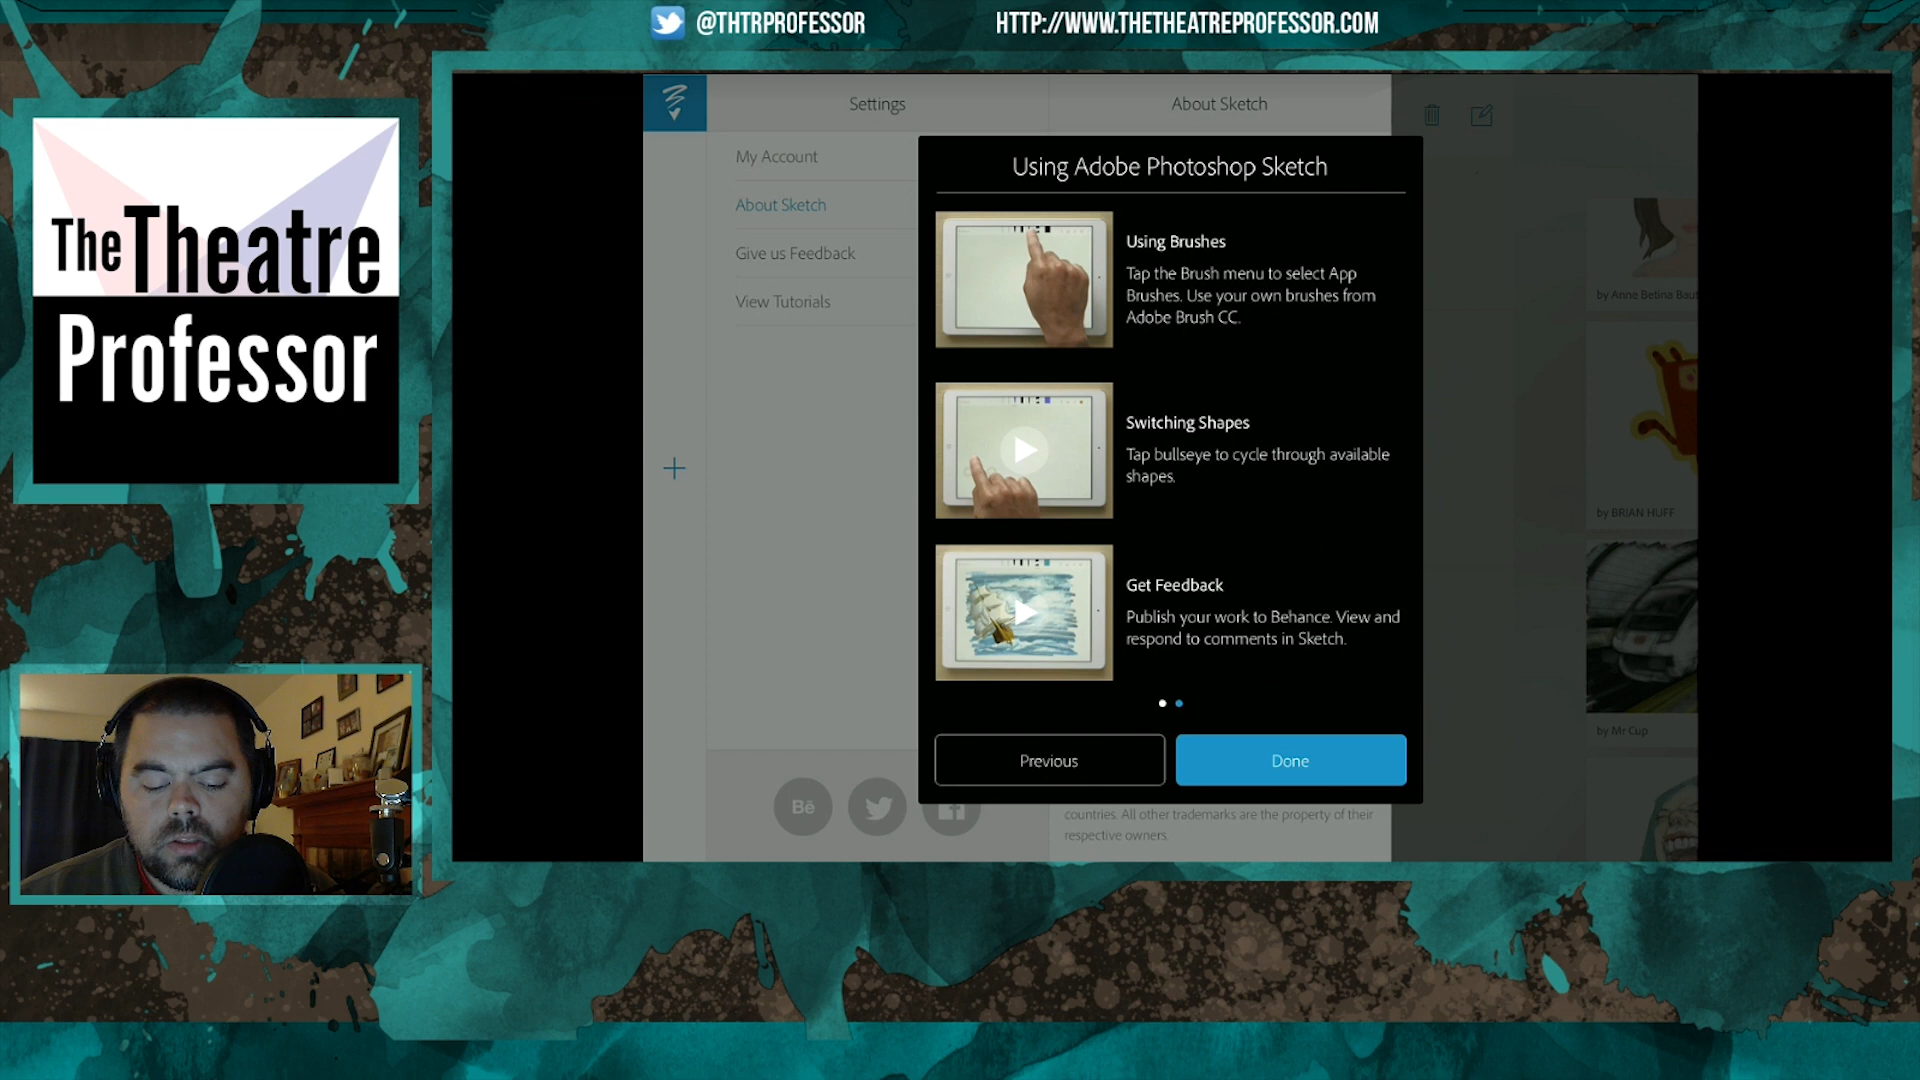 @THTRPROFESSOR
HTTP://WWW.THETHEATREPROFESSOR.COM
The Theatre
Professor
Settings
About Sketch
My Account
About Sketch
Give us Feedback
View Tutorials
Using Adobe Photoshop Sketch
Using Brushes
Tap the Brush menu to select App
Brushes. Use your own brushes from
Adobe Brush CC.
Switching Shapes
Tap bullseye to cycle through available
shapes.
Get Feedback
Publish your work to Behance. View and
respond to comments in Sketch.
Previous
Done
Bē
countries. All other trademarks are the property of their
respective owners
by Anne Belina Baut
by BRIAN HUFF
by Mr Cup